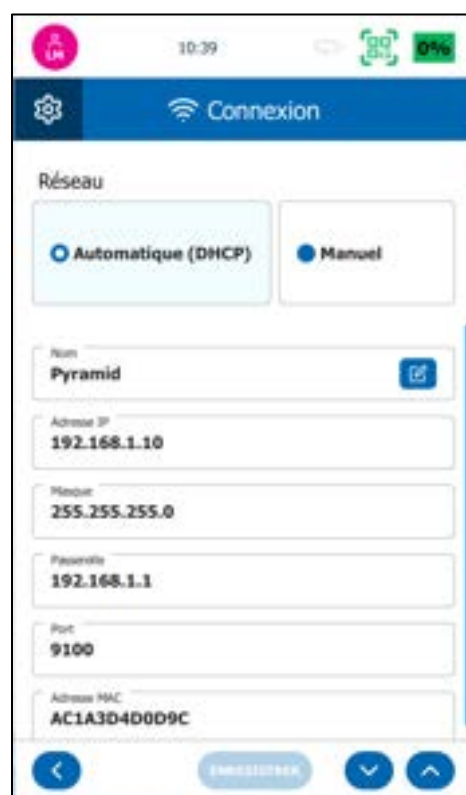 LM
10:39
0%
Connexion
Réseau
Automatique (DHCP)
Manuel
Nom
Pyramid
Adresse IP
192.168.1.10
Masque
255.255.255.0
Passerelle
192.168.1.1
Port
9100
Adresse MAC
AC1A3D4D0D9C
ENREGISTRER